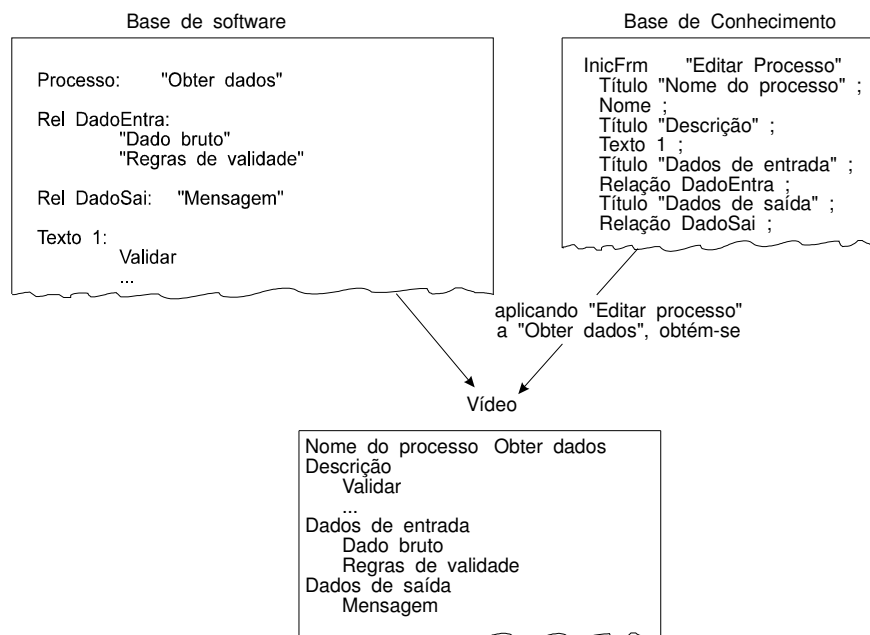 Base de software
Processo: "Obter dados"
Rel DadoEntra:
"Dado bruto"
"Regras de validade"
Rel DadoSai: "Mensagem"
Texto 1:
Validar
...
Base de Conhecimento
InicFrm "Editar Processo"
Título "Nome do processo" ;
Nome ;
Título "Descrição" ;
Texto 1 ;
Título "Dados de entrada" ;
Relação DadoEntra ;
Título "Dados de saída" ;
Relação DadoSai ;
aplicando "Editar processo"
a "Obter dados", obtém-se
Vídeo
Nome do processo Obter dados
Descrição
Validar
...
Dados de entrada
Dado bruto
Regras de validade
Dados de saída
Mensagem